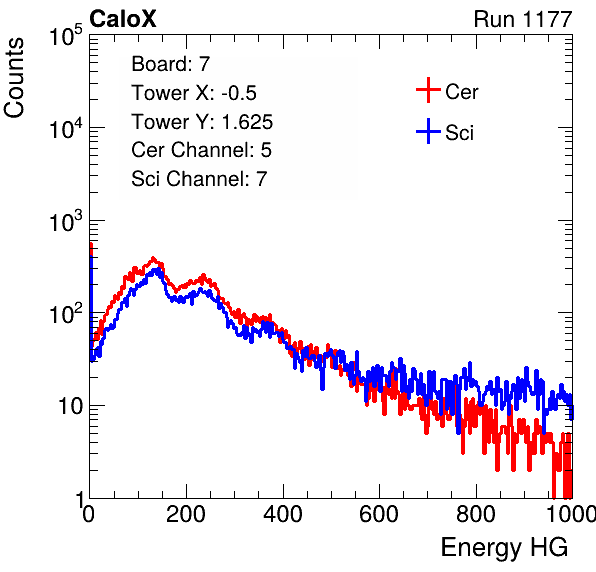 CaloX Run 1177
Counts
10^5
10^4
10^3
10^2
10
1
Board: 7
Tower X: -0.5
Tower Y: 1.625
Cer Channel: 5
Sci Channel: 7
Cer
Sci
0 200 400 600 800 1000
Energy HG